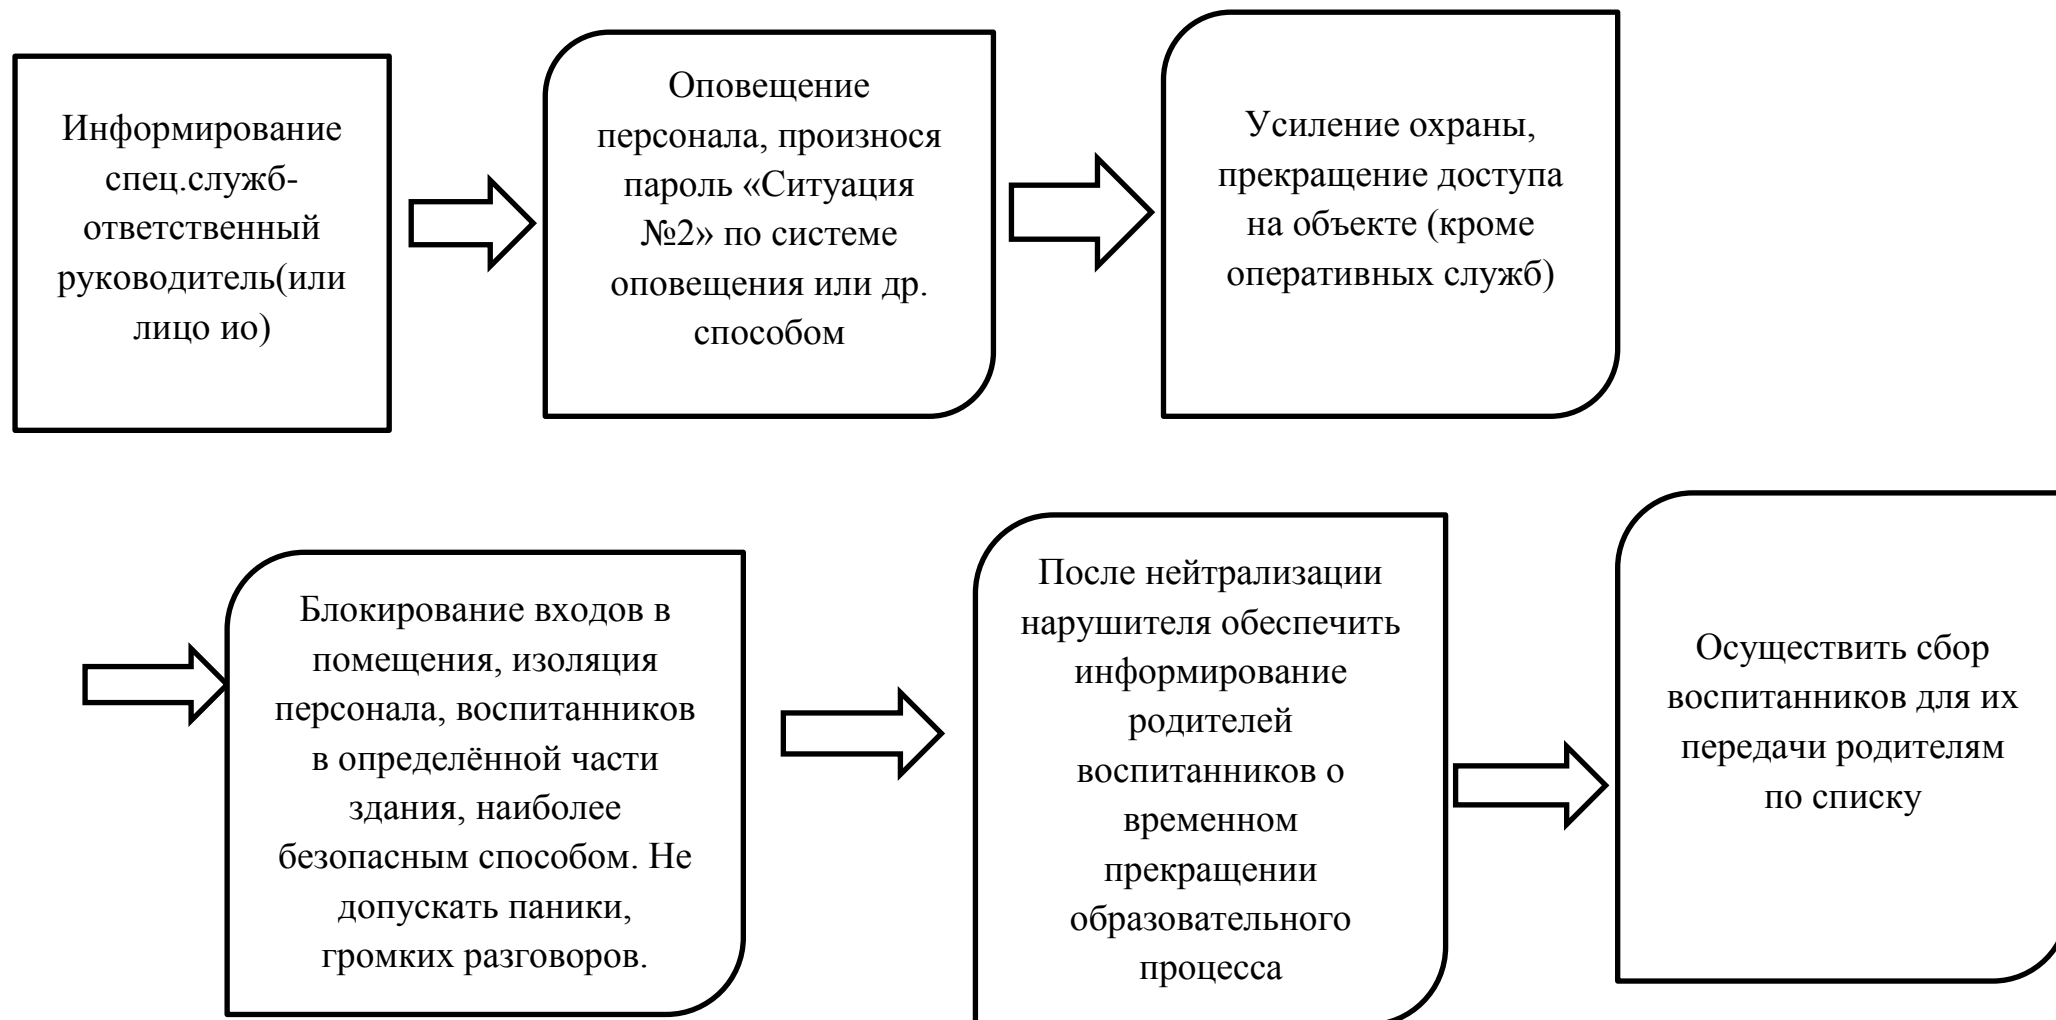 Информирование
спец.служб-
ответственный
руководитель(или
лицо ио)
Оповещение
персонала, произнося
пароль «Ситуация
№2» по системе
оповещения или др.
способом
Усиление охраны,
прекращение доступа
на объекте (кроме
оперативных служб)
Блокирование входов в
помещения, изоляция
персонала, воспитанников
в определённой части
здания, наиболее
безопасным способом. Не
допускать паники,
громких разговоров.
После нейтрализации
нарушителя обеспечить
информирование
родителей
воспитанников о
временном
прекращении
образовательного
процесса
Осуществить сбор
воспитанников для их
передачи родителям
по списку